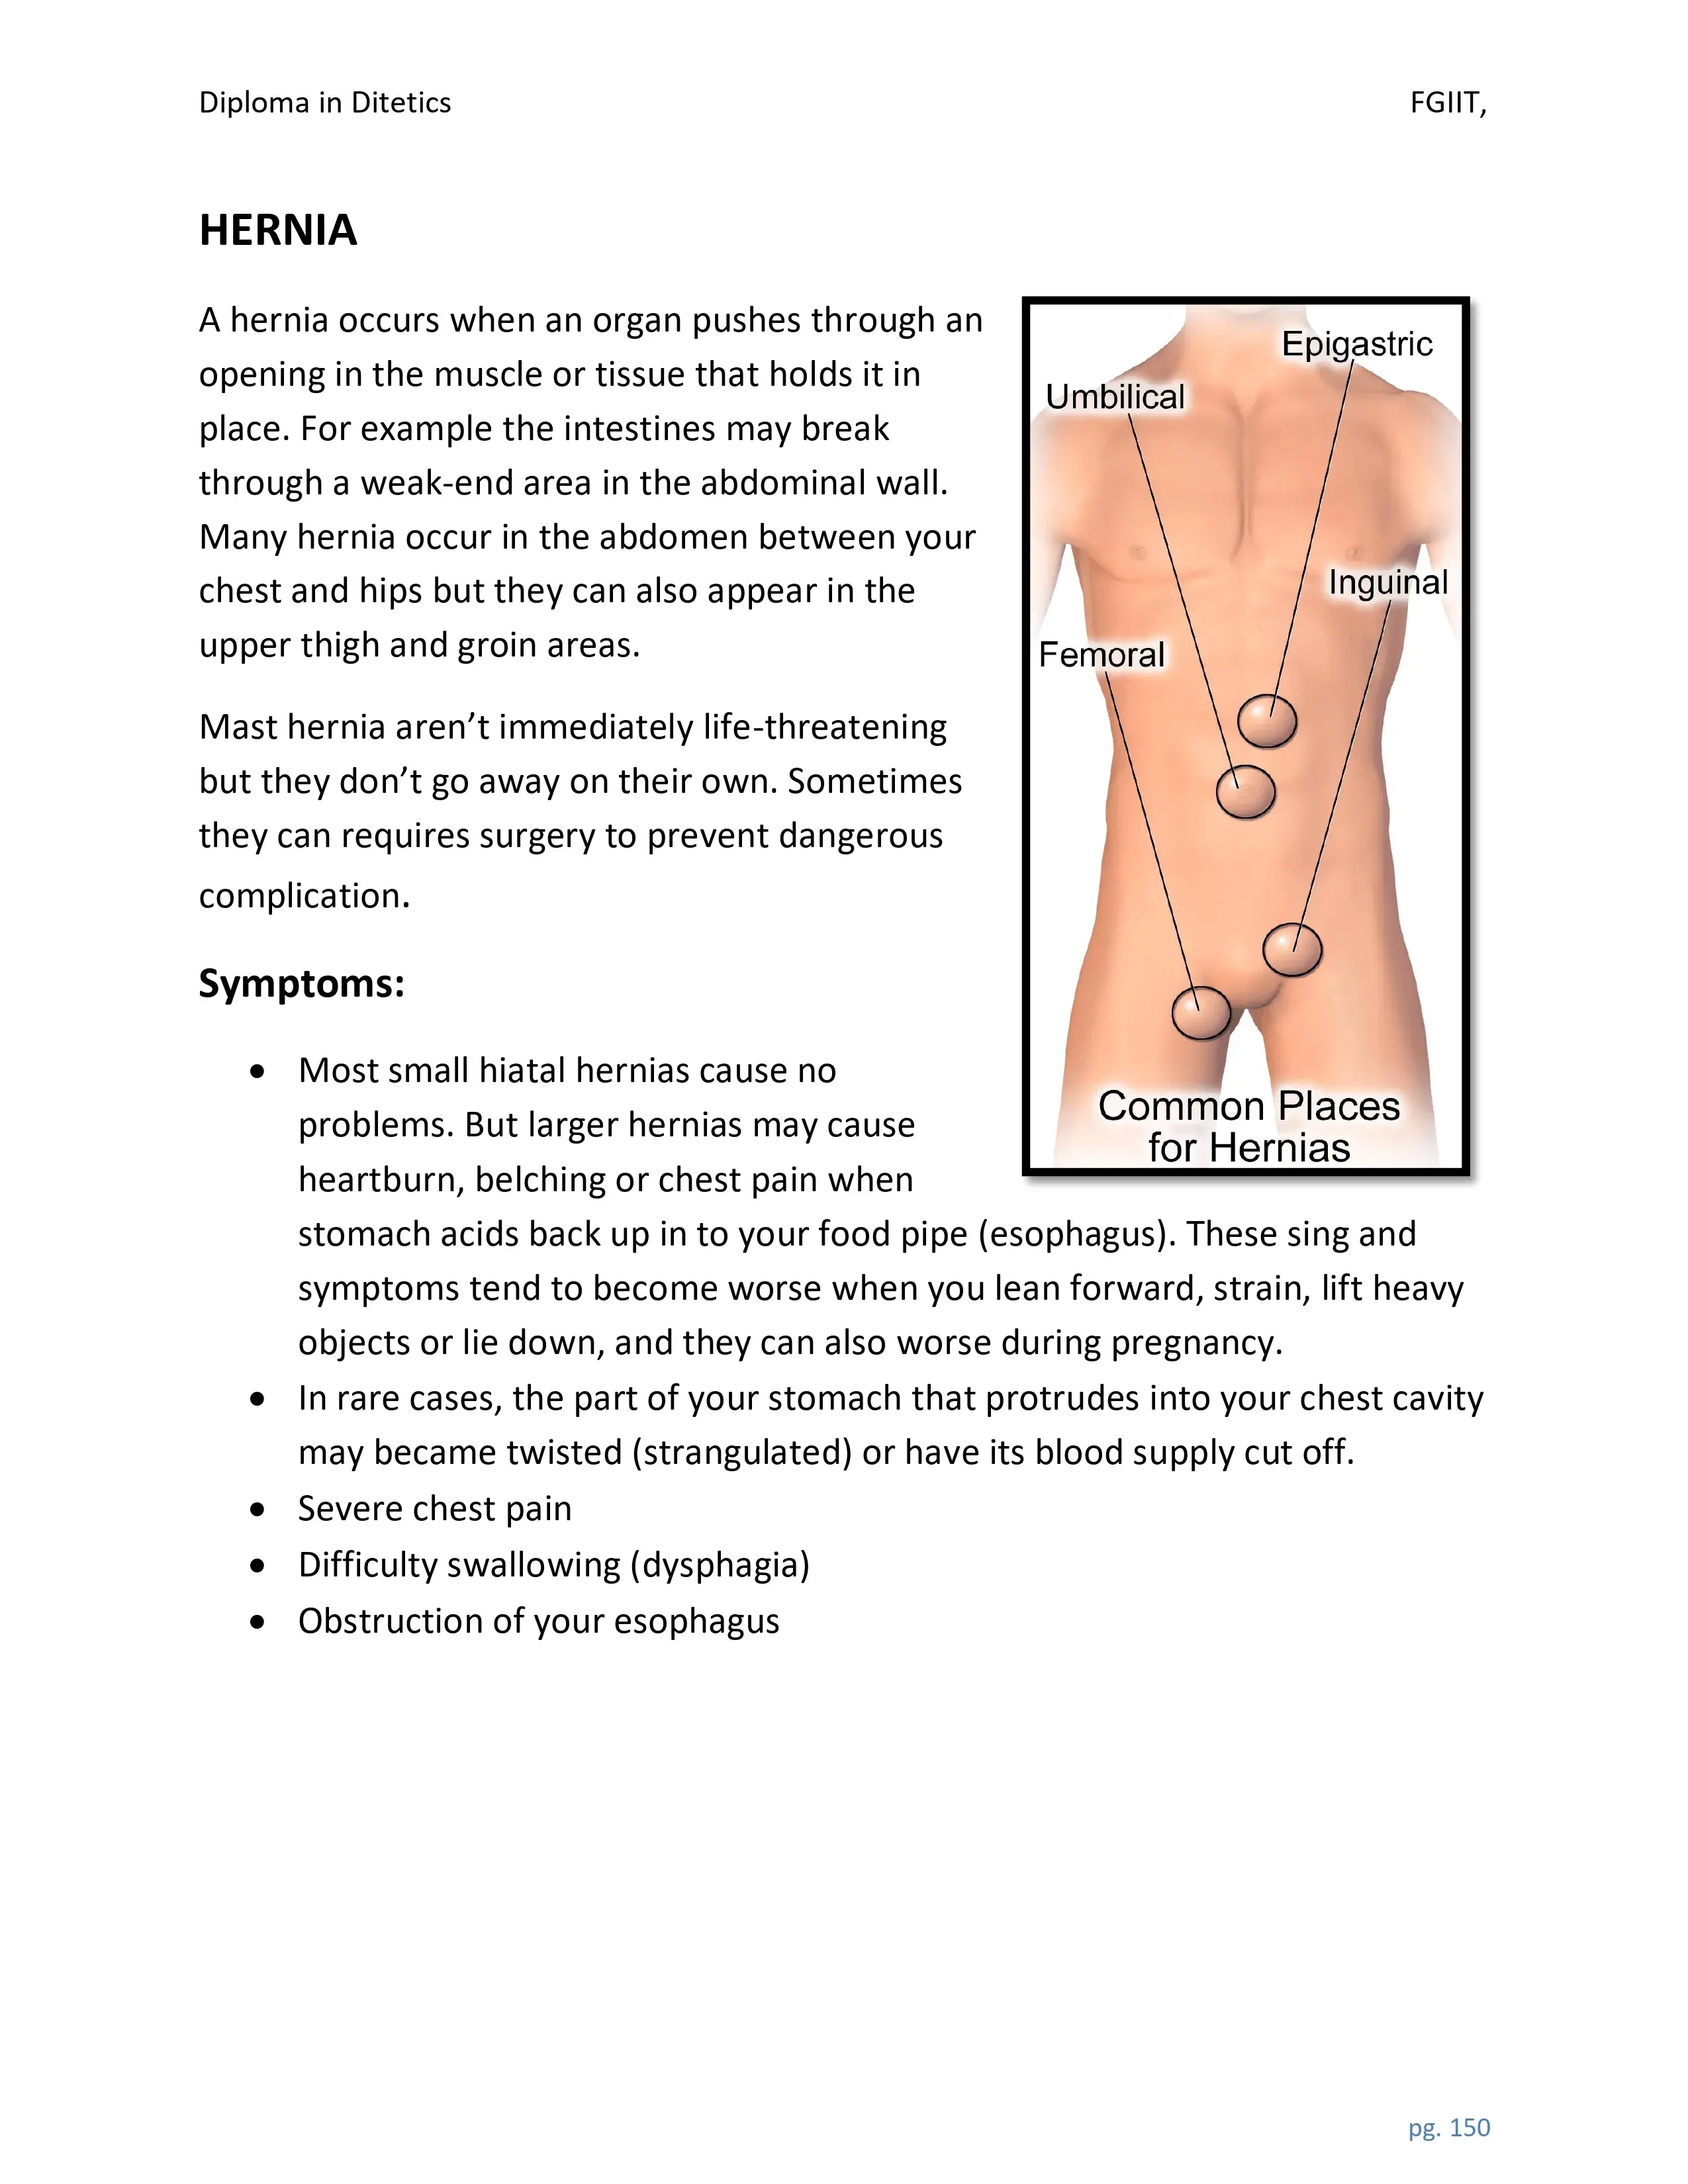 Diploma in Ditetics FGIIT,
HERNIA
A hernia occurs when an organ pushes through an
opening in the muscle or tissue that holds it in
place. For example the intestines may break
through a weak-end area in the abdominal wall.
Many hernia occur in the abdomen between your
chest and hips but they can also appear in the
upper thigh and groin areas.
Mast hernia aren’t immediately life-threatening
but they don’t go away on their own. Sometimes
they can requires surgery to prevent dangerous
complication.
Epigastric
Umbilical
Inguinal
Femoral
Common Places
for Hernias
Symptoms:
• Most small hiatal hernias cause no
problems. But larger hernias may cause
heartburn, belching or chest pain when
stomach acids back up in to your food pipe (esophagus). These sing and
symptoms tend to become worse when you lean forward, strain, lift heavy
objects or lie down, and they can also worse during pregnancy.
• In rare cases, the part of your stomach that protrudes into your chest cavity
may became twisted (strangulated) or have its blood supply cut off.
• Severe chest pain
• Difficulty swallowing (dysphagia)
• Obstruction of your esophagus
pg. 150